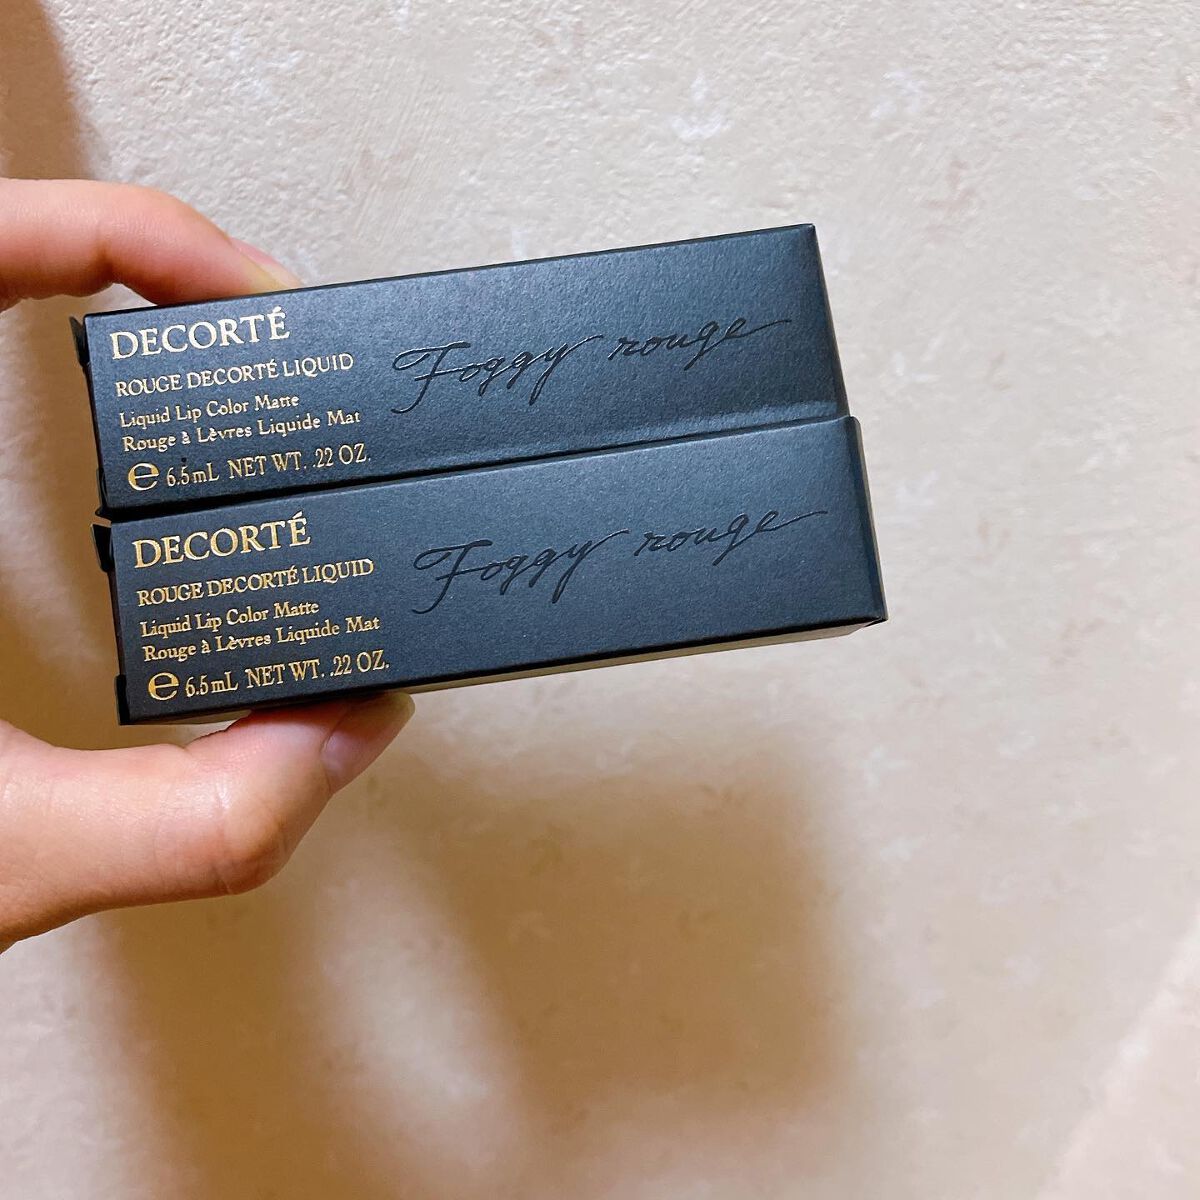 DECORTÉ
ROUGE DECORTÉ LIQUID
Liquid Lip Color Matte
Rouge à Lèvres Liquide Mat
℮ 6.5mL NET WT. .22 OZ.
Foggy rouge
DECORTÉ
ROUGE DECORTÉ LIQUID
Liquid Lip Color Matte
Rouge à Lèvres Liquide Mat
℮ 6.5mL NET WT. .22 OZ.
Foggy rouge